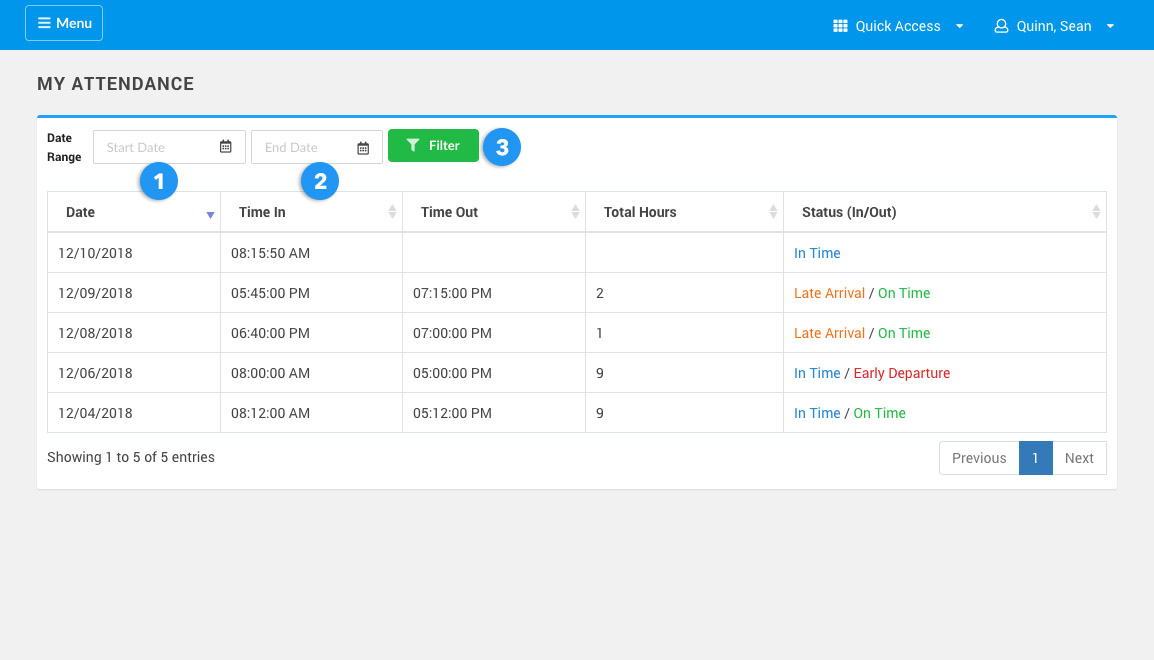 Menu Quick Access Quinn, Sean
MY ATTENDANCE
Date Range Start Date End Date Filter 3
1 2
Date Time In Time Out Total Hours Status (In/Out)
12/10/2018 08:15:50 AM In Time
12/09/2018 05:45:00 PM 07:15:00 PM 2 Late Arrival / On Time
12/08/2018 06:40:00 PM 07:00:00 PM 1 Late Arrival / On Time
12/06/2018 08:00:00 AM 05:00:00 PM 9 In Time / Early Departure
12/04/2018 08:12:00 AM 05:12:00 PM 9 In Time / On Time
Showing 1 to 5 of 5 entries Previous 1 Next